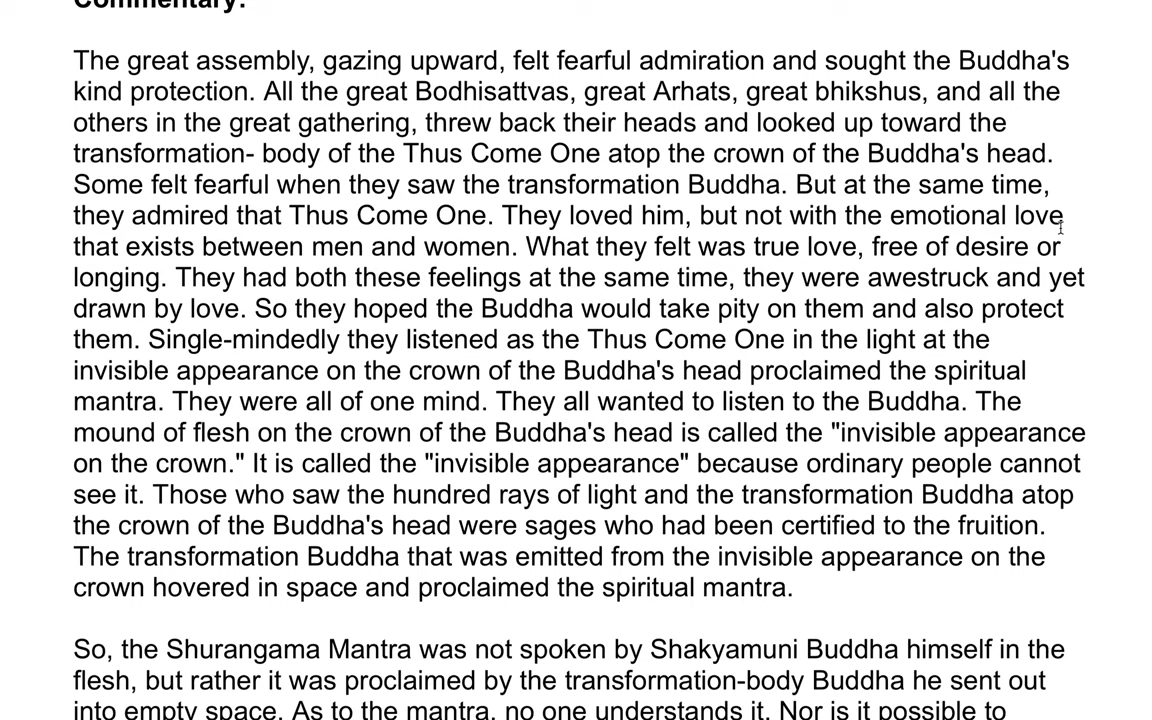 Commentary:
The great assembly, gazing upward, felt fearful admiration and sought the Buddha's
kind protection. All the great Bodhisattvas, great Arhats, great bhikshus, and all the
others in the great gathering, threw back their heads and looked up toward the
transformation- body of the Thus Come One atop the crown of the Buddha's head.
Some felt fearful when they saw the transformation Buddha. But at the same time,
they admired that Thus Come One. They loved him, but not with the emotional love
that exists between men and women. What they felt was true love, free of desire or
longing. They had both these feelings at the same time, they were awestruck and yet
drawn by love. So they hoped the Buddha would take pity on them and also protect
them. Single-mindedly they listened as the Thus Come One in the light at the
invisible appearance on the crown of the Buddha's head proclaimed the spiritual
mantra. They were all of one mind. They all wanted to listen to the Buddha. The
mound of flesh on the crown of the Buddha's head is called the "invisible appearance
on the crown." It is called the "invisible appearance" because ordinary people cannot
see it. Those who saw the hundred rays of light and the transformation Buddha atop
the crown of the Buddha's head were sages who had been certified to the fruition.
The transformation Buddha that was emitted from the invisible appearance on the
crown hovered in space and proclaimed the spiritual mantra.
So, the Shurangama Mantra was not spoken by Shakyamuni Buddha himself in the
flesh, but rather it was proclaimed by the transformation-body Buddha he sent out
into empty space. As to the mantra, no one understands it. Nor is it possible to